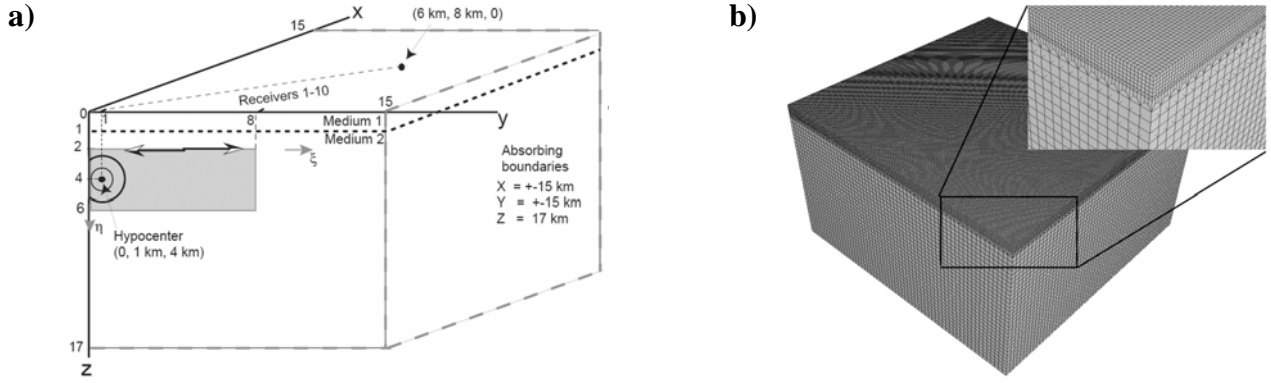 a)
b)
15
X
(6 km, 8 km, 0)
Receivers 1-10
0
1
8
15
y
1
Medium 1
Medium 2
2
ξ
4
6
η
Hypocenter
(0, 1 km, 4 km)
Absorbing
boundaries
X = +-15 km
Y = +-15 km
Z = 17 km
17
Z